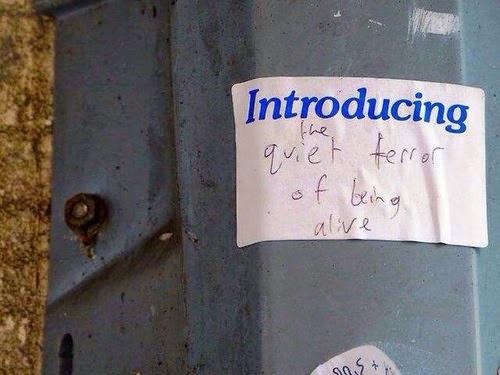 Introducing
the
quiet terror
of being
alive